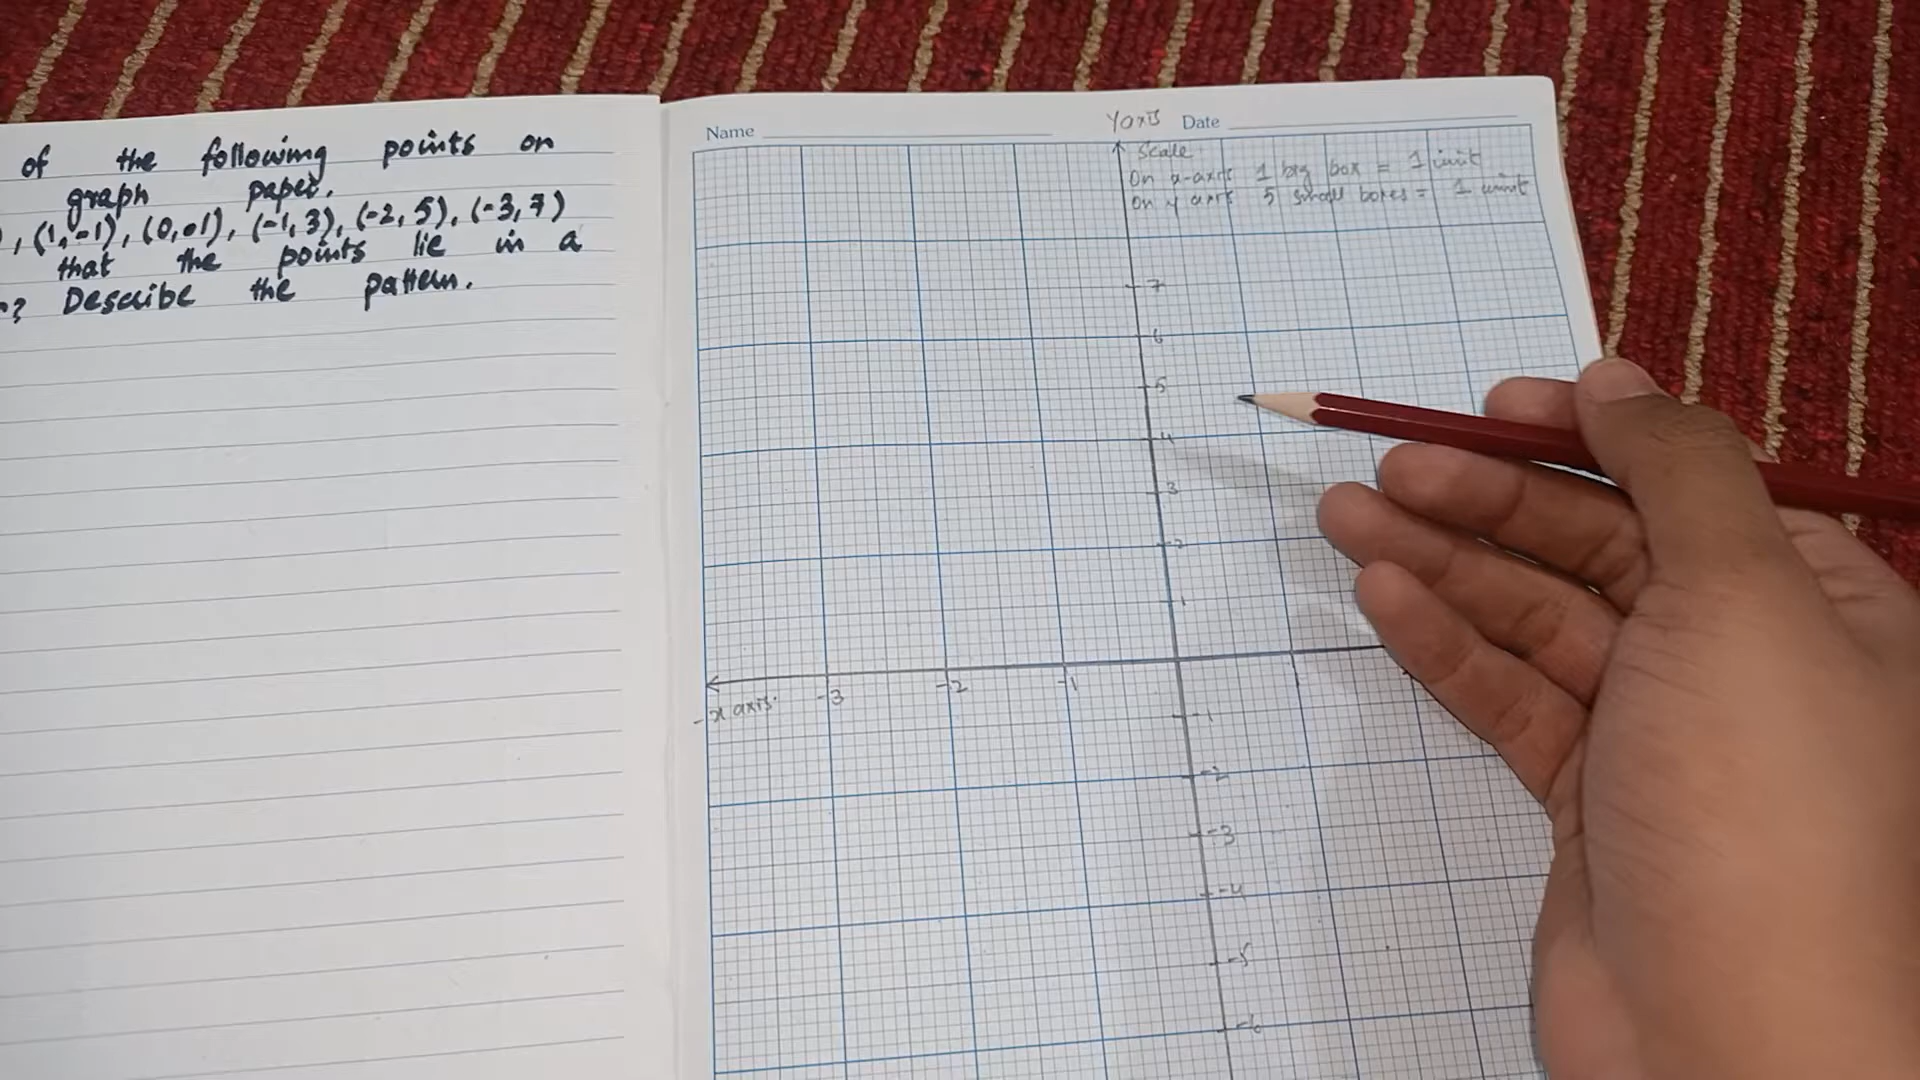 of the following points on
graph paper.
, (1, -1), (0, 1), (-1, 3), (-2, 5), (-3, 7)
that the points lie in a
? Describe the pattern.
Name Date
Y axis
Scale
On x-axis 1 big box = 1 unit
On y axis 5 small boxes = 1 unit
7
6
5
4
3
2
1
-3 -2 -1
-x axis
-1
-2
-3
-4
-5
-6